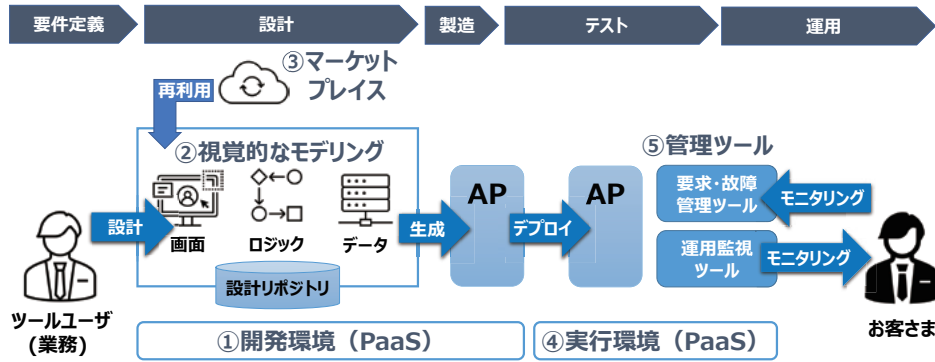 要件定義
設計
製造
テスト
運用
③マーケット
プレイス
再利用
②視覚的なモデリング
⑤管理ツール
AP
AP
要求・故障
管理ツール
モニタリング
設計
画面
ロジック
データ
生成
デプロイ
運用監視
ツール
モニタリング
設計リポジトリ
ツールユーザ
(業務)
お客さま
①開発環境（PaaS）
④実行環境（PaaS）